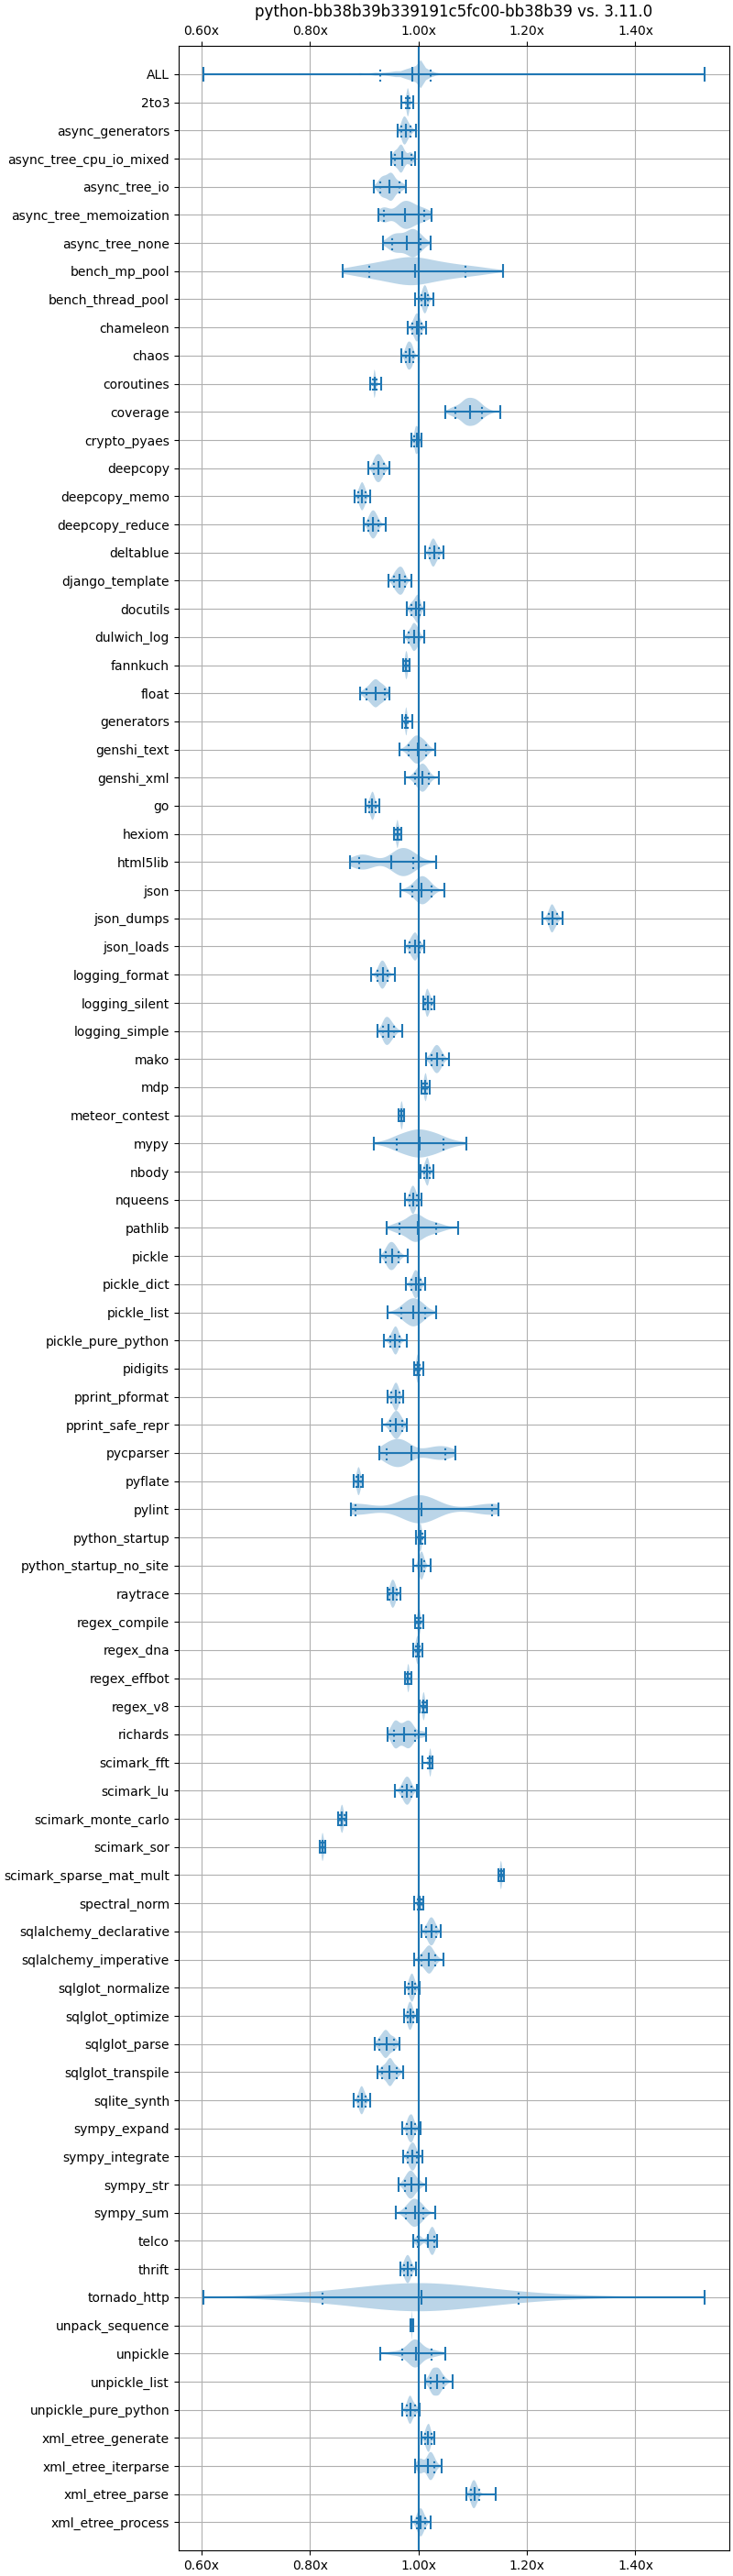 python-bb38b39b339191c5fc00-bb38b39 vs. 3.11.0
0.60x 0.80x 1.00x 1.20x 1.40x
ALL
2to3
async_generators
async_tree_cpu_io_mixed
async_tree_io
async_tree_memoization
async_tree_none
bench_mp_pool
bench_thread_pool
chameleon
chaos
coroutines
coverage
crypto_pyaes
deepcopy
deepcopy_memo
deepcopy_reduce
deltablue
django_template
docutils
dulwich_log
fannkuch
float
generators
genshi_text
genshi_xml
go
hexiom
html5lib
json
json_dumps
json_loads
logging_format
logging_silent
logging_simple
mako
mdp
meteor_contest
mypy
nbody
nqueens
pathlib
pickle
pickle_dict
pickle_list
pickle_pure_python
pidigits
pprint_pformat
pprint_safe_repr
pycparser
pyflate
pylint
python_startup
python_startup_no_site
raytrace
regex_compile
regex_dna
regex_effbot
regex_v8
richards
scimark_fft
scimark_lu
scimark_monte_carlo
scimark_sor
scimark_sparse_mat_mult
spectral_norm
sqlalchemy_declarative
sqlalchemy_imperative
sqlglot_normalize
sqlglot_optimize
sqlglot_parse
sqlglot_transpile
sqlite_synth
sympy_expand
sympy_integrate
sympy_str
sympy_sum
telco
thrift
tornado_http
unpack_sequence
unpickle
unpickle_list
unpickle_pure_python
xml_etree_generate
xml_etree_iterparse
xml_etree_parse
xml_etree_process
0.60x 0.80x 1.00x 1.20x 1.40x